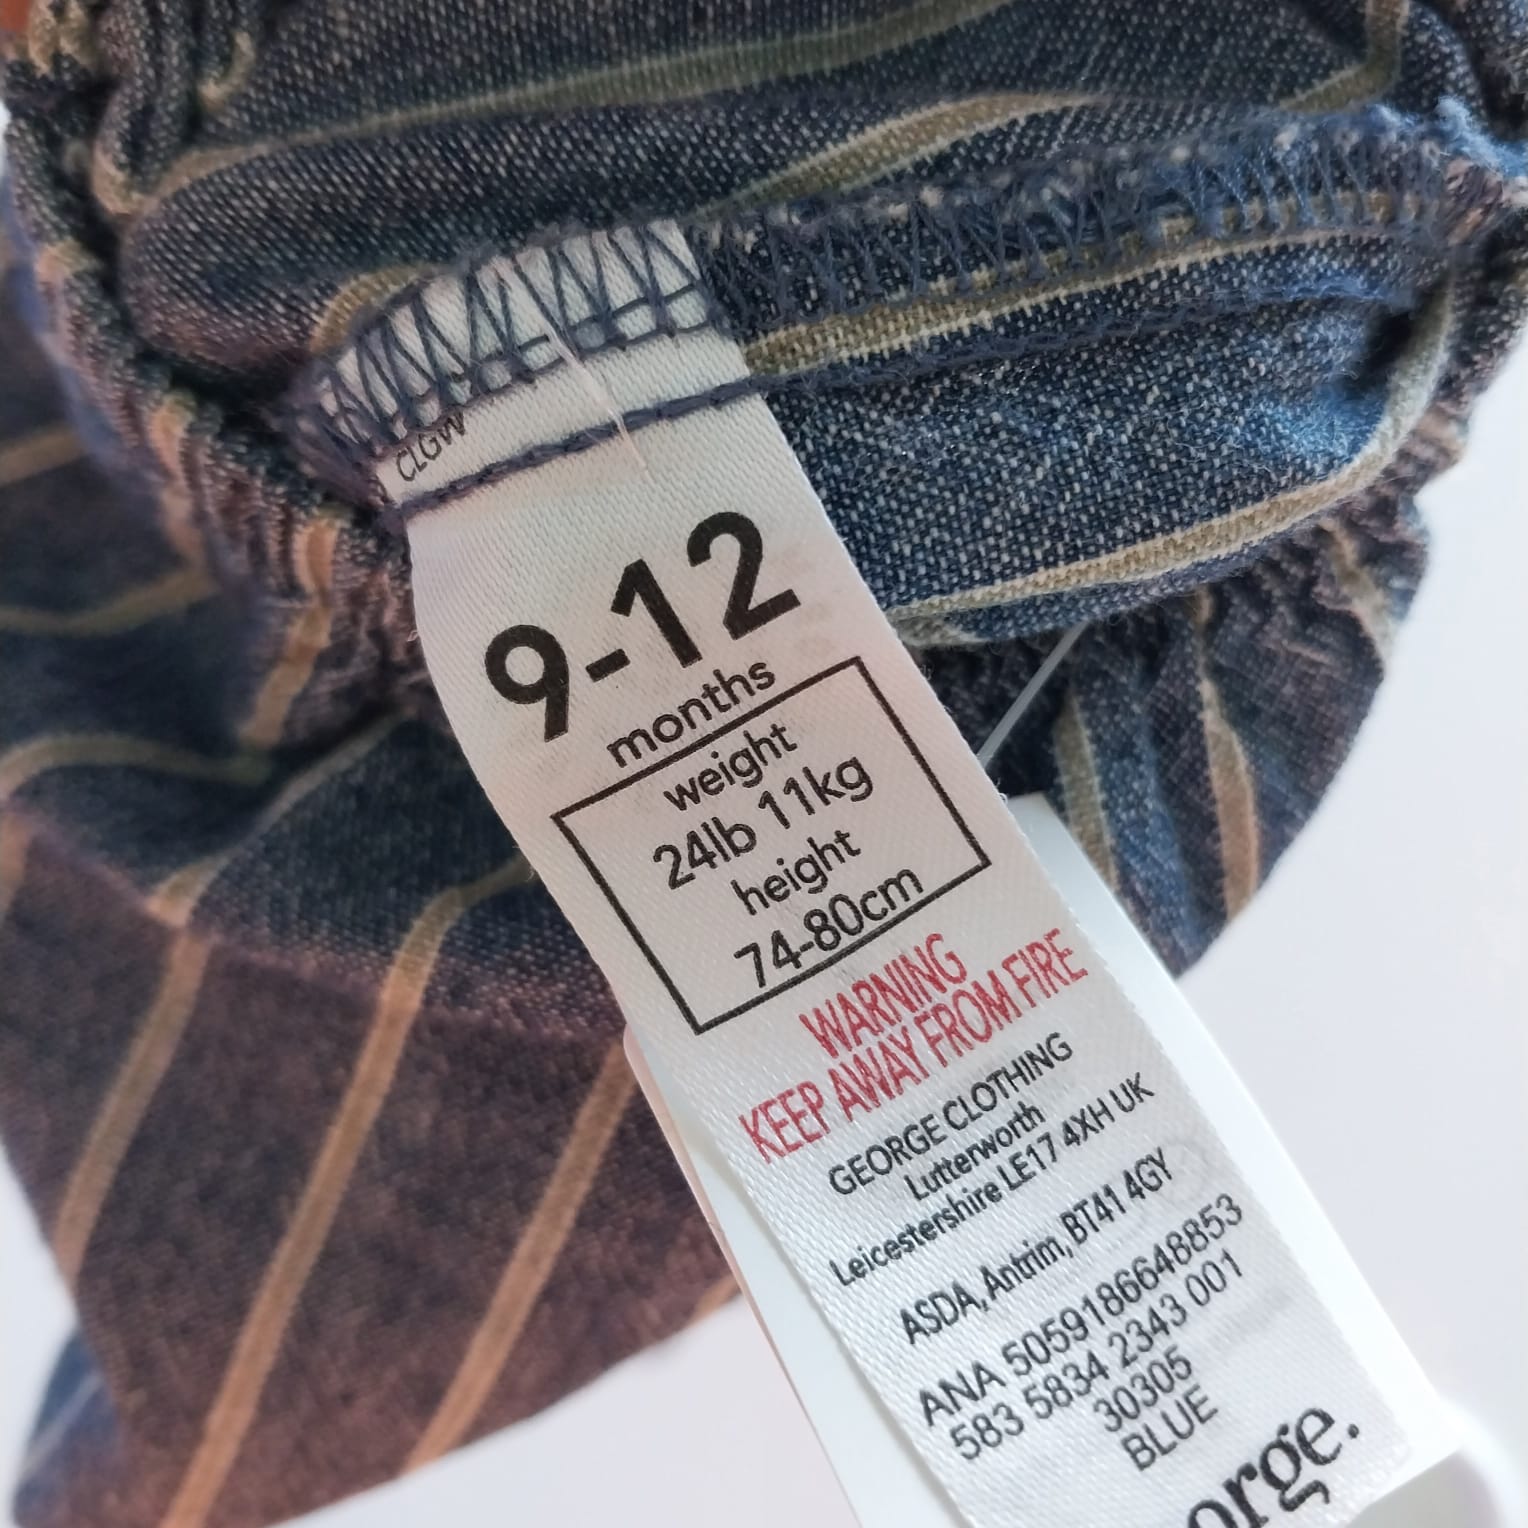 CLGW
9-12
months
weight
24lb 11kg
height
74-80cm
WARNING
KEEP AWAY FROM FIRE
GEORGE CLOTHING
Lutterworth
Leicestershire LE17 4XH UK
ASDA, Antrim, BT41 4GY
ANA 5059186648853
583 5834 2343 001
30305
BLUE
orge.